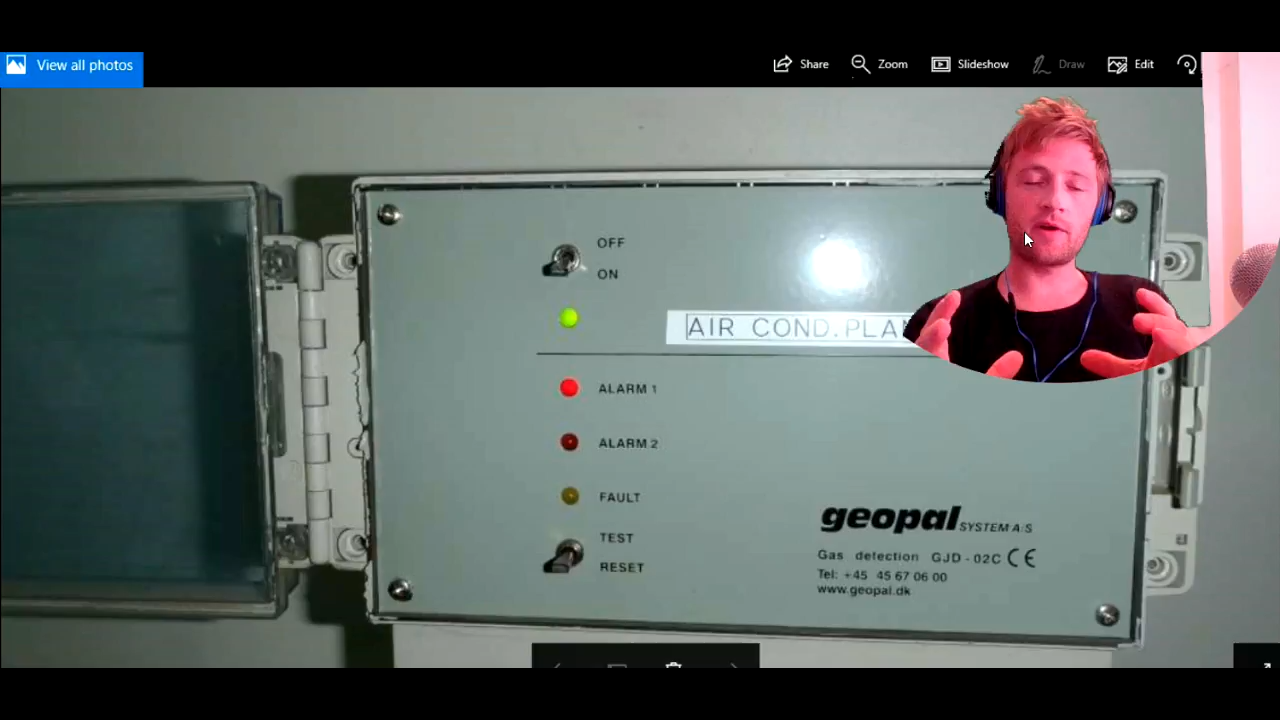 View all photos
Share
Zoom
Slideshow
Draw
Edit
OFF
ON
AIR COND.PLAN
ALARM 1
ALARM 2
FAULT
TEST
RESET
geopal SYSTEM A/S
Gas detection GJD-02C CE
Tel: +45 45 67 06 00
www.geopal.dk